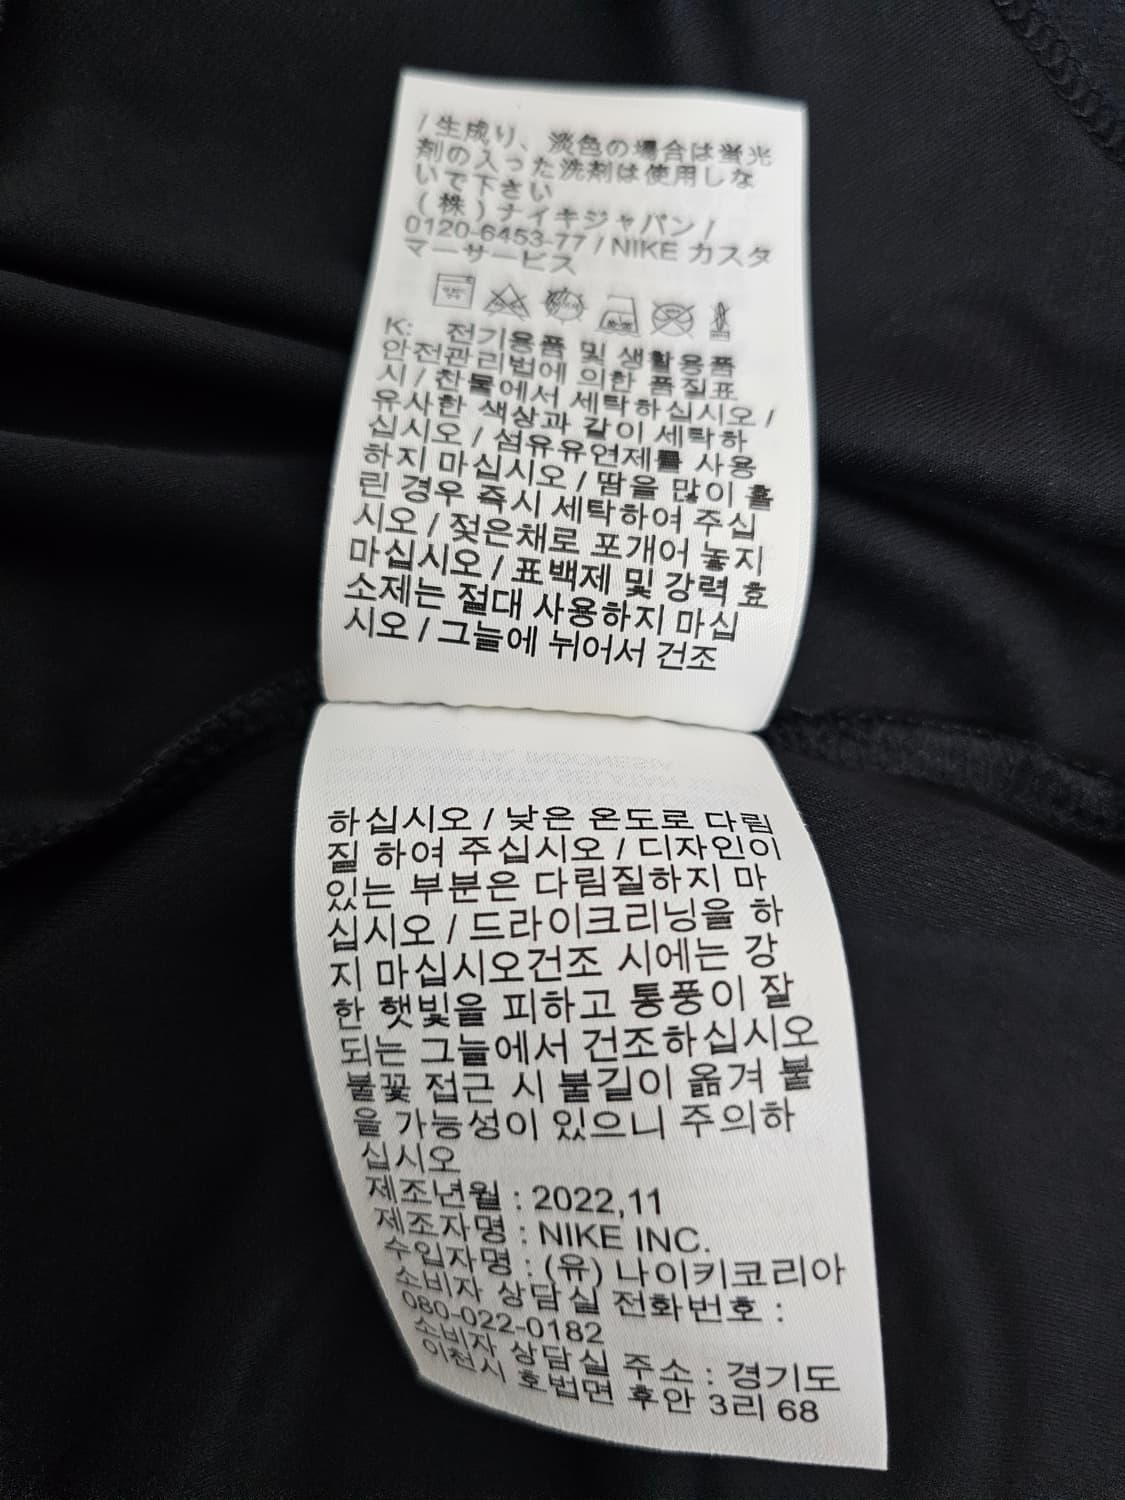 / 生成り、淡色の場合は蛍光
剤の入った洗剤は使用しな
いで下さい
(株)ナイキジャパン /
0120-6453-77 / NIKE カスタ
マーサービス
K: 전기용품 및 생활용품
안전관리법에 의한 품질표
시 / 찬물에서 세탁하십시오 /
유사한 색상과 같이 세탁하
십시오 / 섬유유연제를 사용
하지 마십시오 / 땀을 많이 흘
린 경우 즉시 세탁하여 주십
시오 / 젖은채로 포개어 놓지
마십시오 / 표백제 및 강력 효
소제는 절대 사용하지 마십
시오 / 그늘에 뉘어서 건조
하십시오 / 낮은 온도로 다림
질 하여 주십시오 / 디자인이
있는 부분은 다림질하지 마
십시오 / 드라이크리닝을 하
지 마십시오건조 시에는 강
한 햇빛을 피하고 통풍이 잘
되는 그늘에서 건조하십시오
불꽃 접근 시 불길이 옮겨 붙
을 가능성이 있으니 주의하
십시오
제조년월 : 2022,11
제조자명 : NIKE INC.
수입자명 : (유) 나이키코리아
소비자 상담실 전화번호 :
080-022-0182
소비자 상담실 주소 : 경기도
이천시 호법면 후안 3리 68